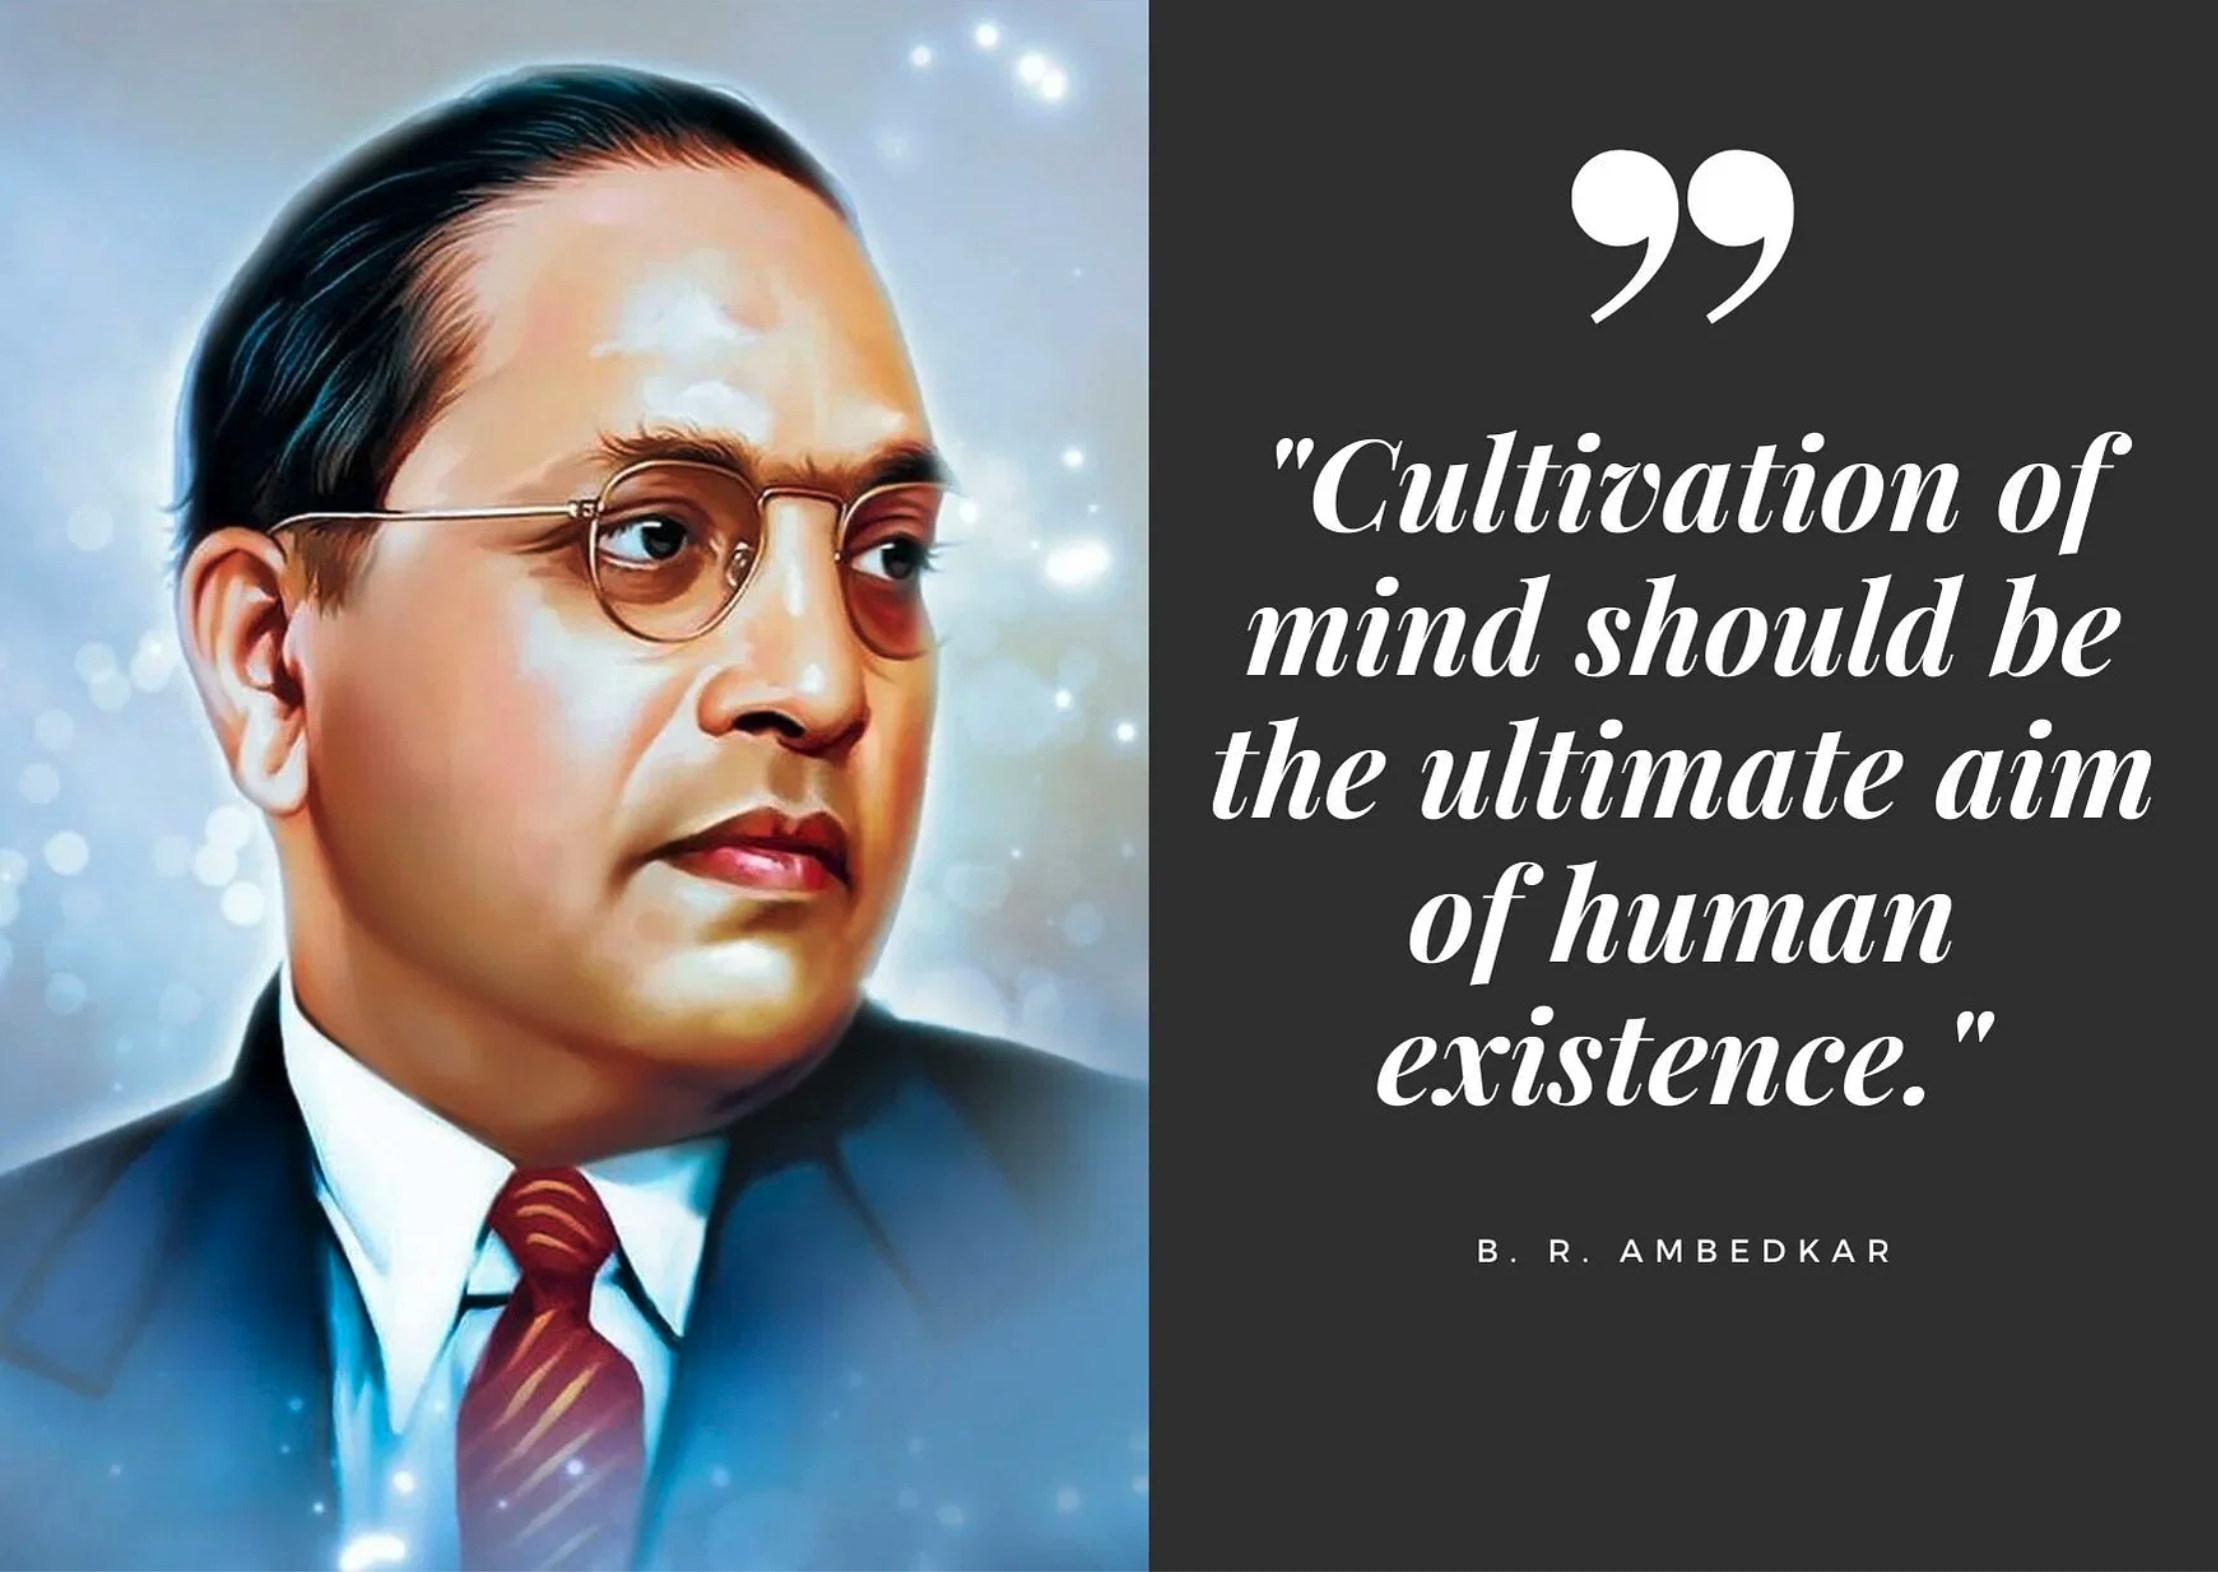 ”
"Cultivation of
mind should be
the ultimate aim
of human
existence."
B. R. AMBEDKAR